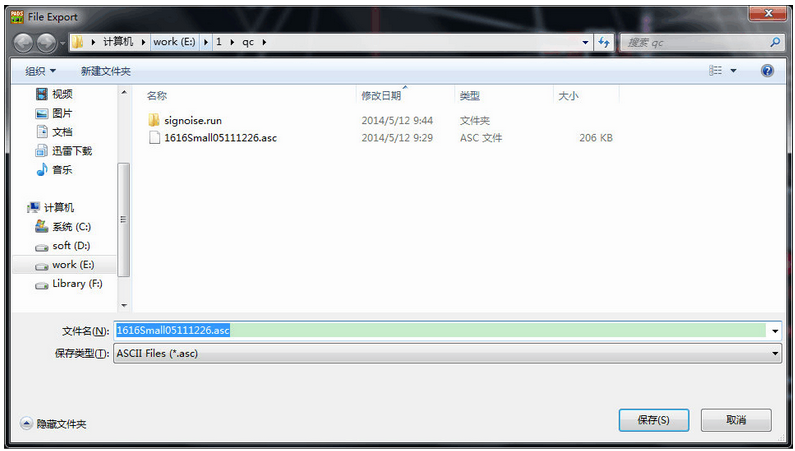 File Export
计算机 work (E:) 1 qc
搜索 qc
组织 新建文件夹
视频
图片
文档
迅雷下载
音乐
计算机
系统 (C:)
soft (D:)
work (E:)
Library (F:)
名称 修改日期 类型 大小
signoise.run 2014/5/12 9:44 文件夹
1616Small05111226.asc 2014/5/12 9:29 ASC 文件 206 KB
文件名(N): 1616Small05111226.asc
保存类型(T): ASCII Files (*.asc)
隐藏文件夹
保存(S) 取消